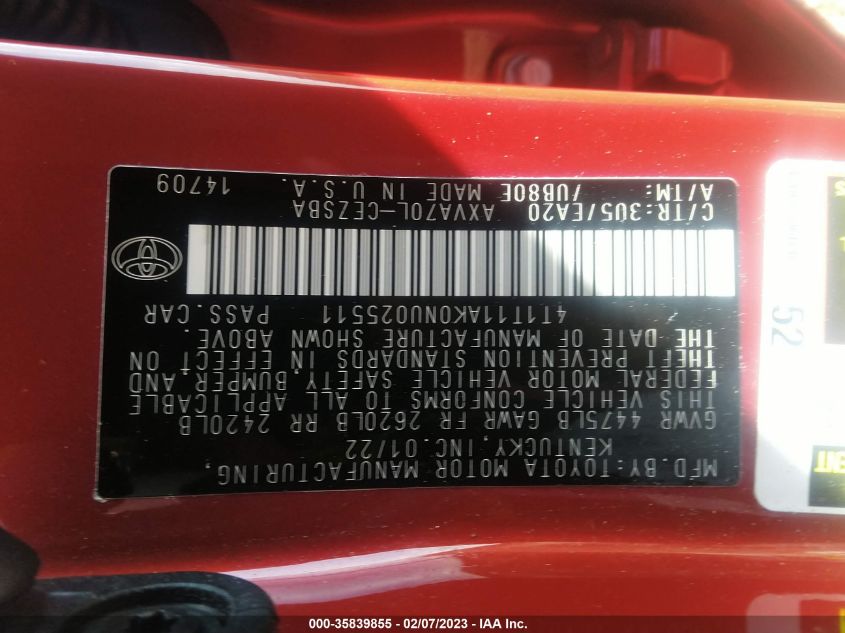 MFD.BY:TOYOTA MOTOR MANUFACTURING,
KENTUCKY,INC.01/22
GVWR 4475LB GAWR FR 2620LB RR 2420LB
THIS VEHICLE CONFORMS TO ALL APPLICABLE
FEDERAL MOTOR VEHICLE SAFETY,BUMPER,AND
THEFT PREVENTION STANDARDS IN EFFECT ON
THE DATE OF MANUFACTURE SHOWN ABOVE.
4T1T11AK0NU025511 PASS.CAR
C/TR:3U5/EA20 AXVA70L-CEZSBA
A/TM: /UB80E MADE IN U.S.A. 14709
52
000-35839855 — 02/07/2023 — IAA Inc.